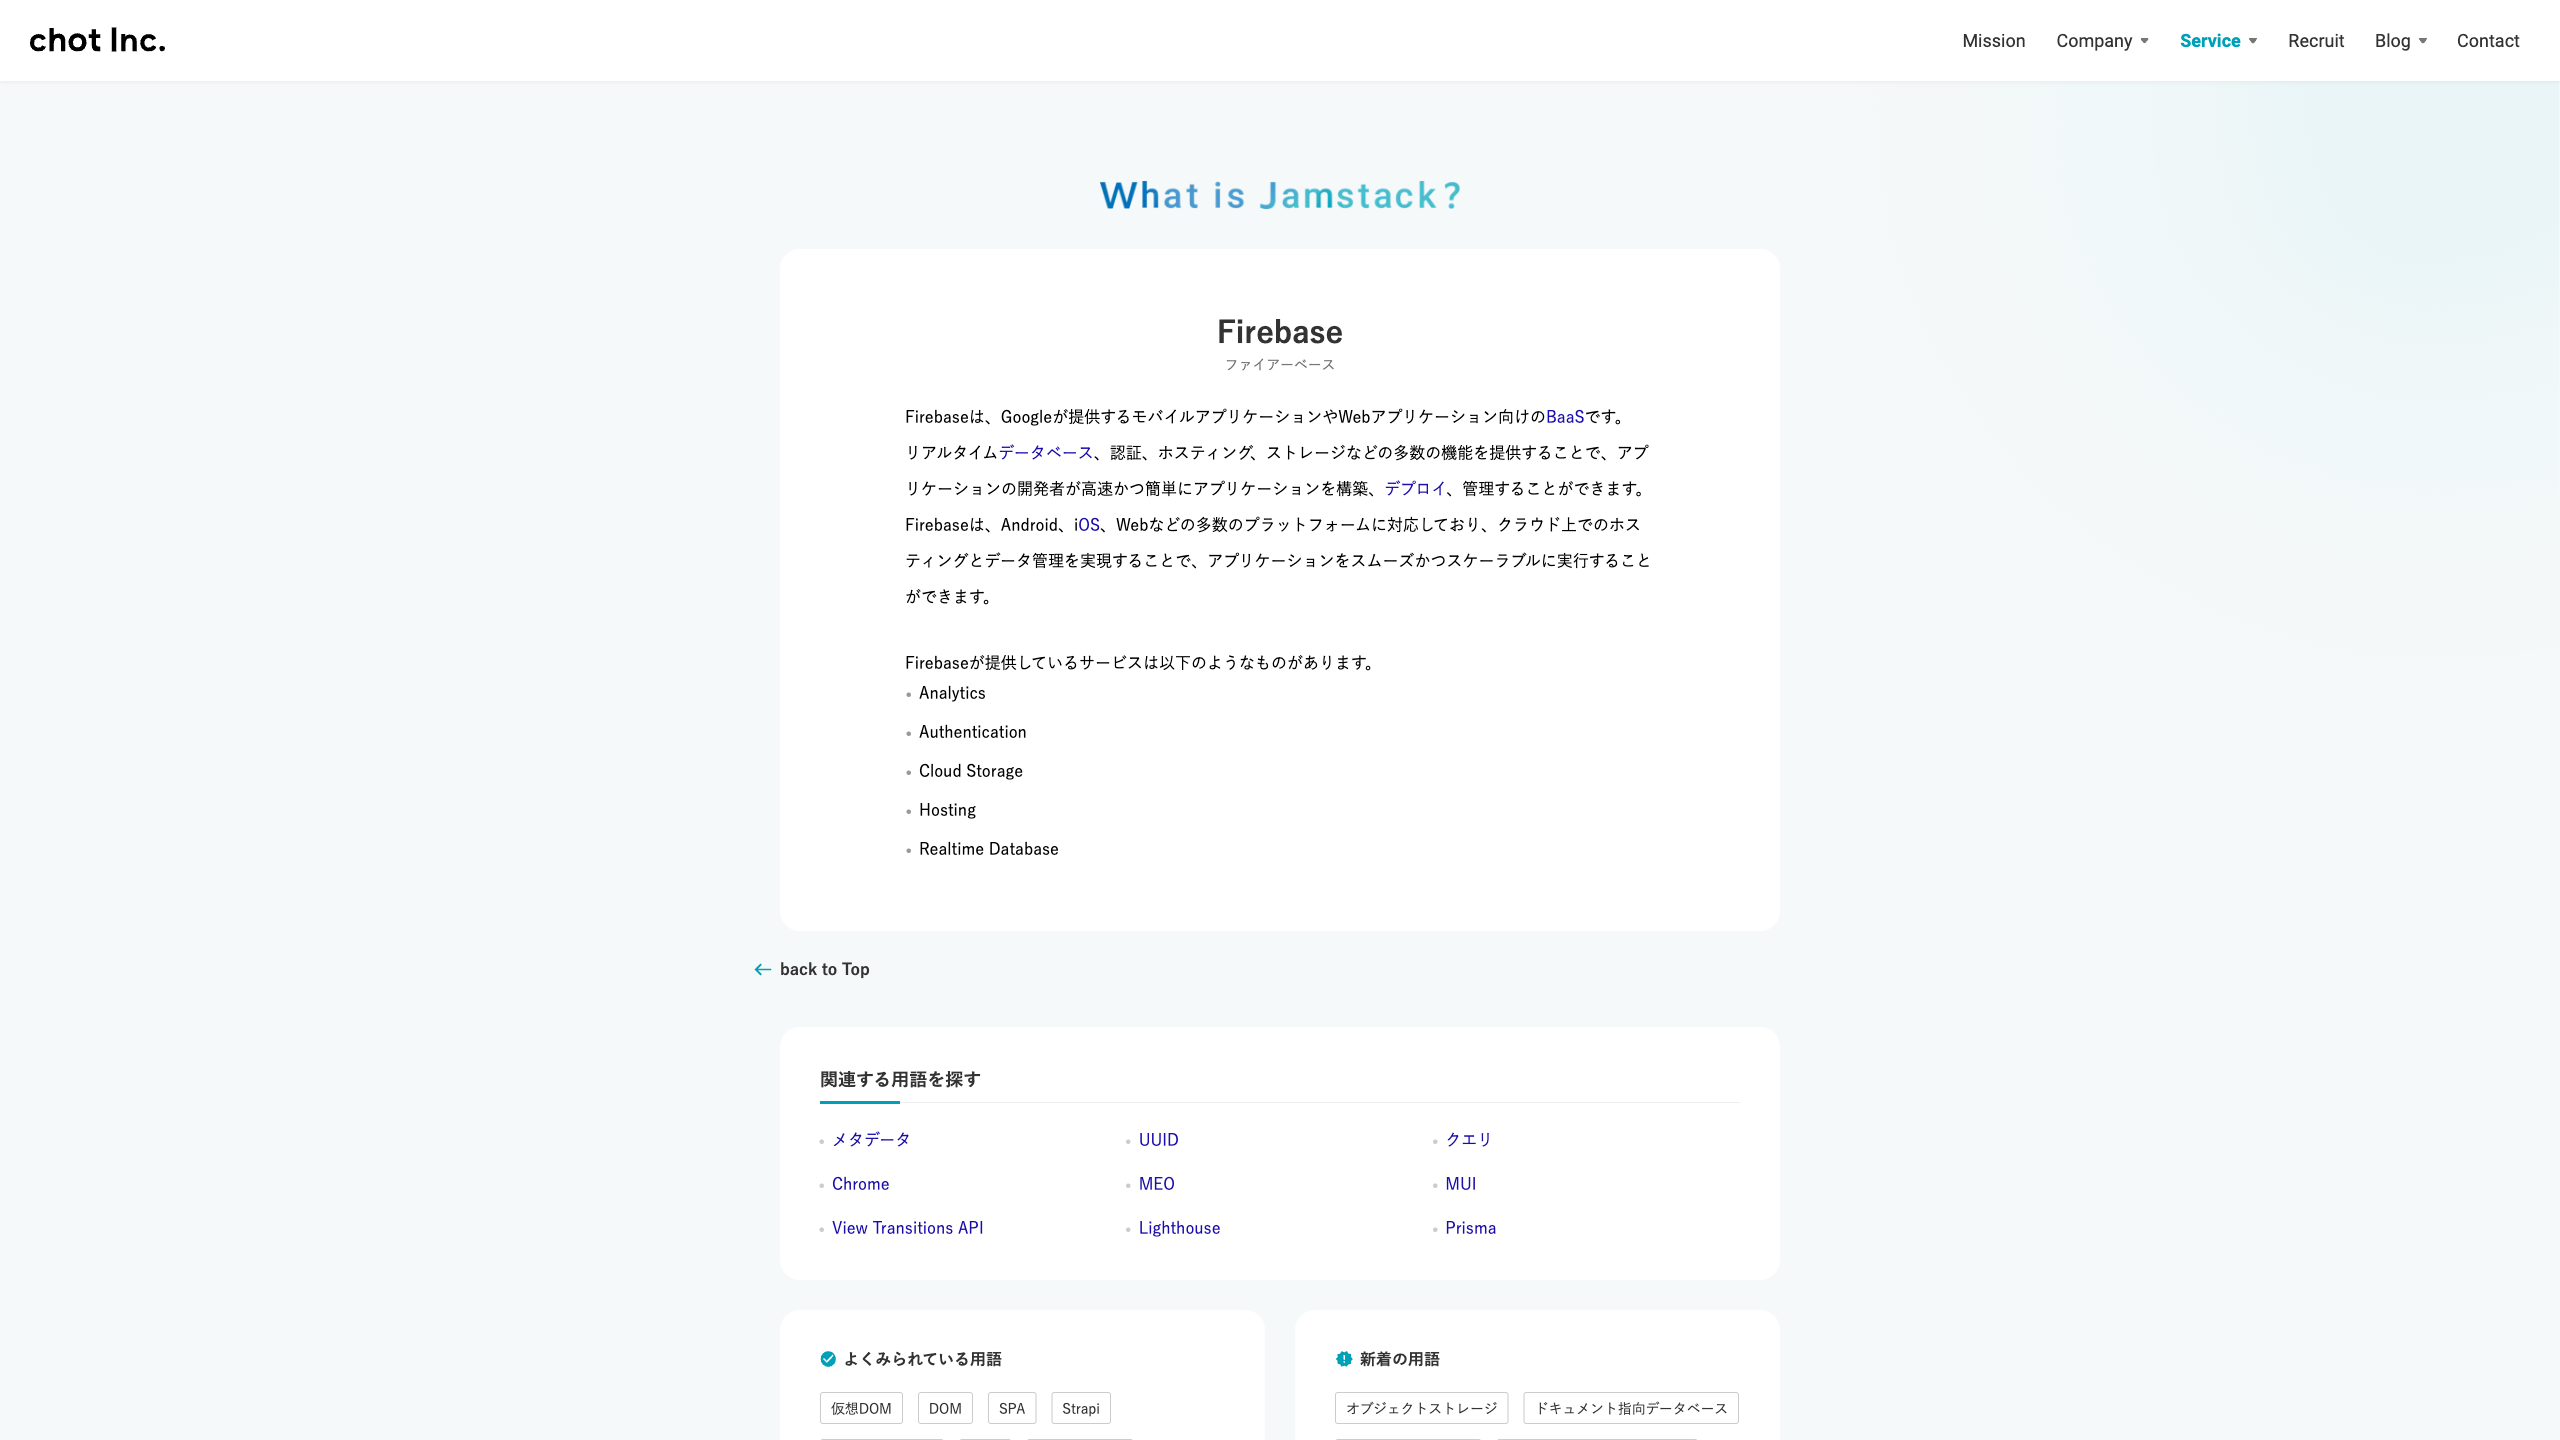 chot Inc.
Mission Company Service Recruit Blog Contact
What is Jamstack?
Firebase
ファイアーベース
Firebaseは、Googleが提供するモバイルアプリケーションやWebアプリケーション向けのBaaSです。
リアルタイムデータベース、認証、ホスティング、ストレージなどの多数の機能を提供することで、アプ
リケーションの開発者が高速かつ簡単にアプリケーションを構築、デプロイ、管理することができます。
Firebaseは、Android、iOS、Webなどの多数のプラットフォームに対応しており、クラウド上でのホス
ティングとデータ管理を実現することで、アプリケーションをスムーズかつスケーラブルに実行すること
ができます。
Firebaseが提供しているサービスは以下のようなものがあります。
Analytics
Authentication
Cloud Storage
Hosting
Realtime Database
back to Top
関連する用語を探す
メタデータ UUID クエリ
Chrome MEO MUI
View Transitions API Lighthouse Prisma
よくみられている用語
仮想DOM DOM SPA Strapi
新着の用語
オブジェクトストレージ ドキュメント指向データベース